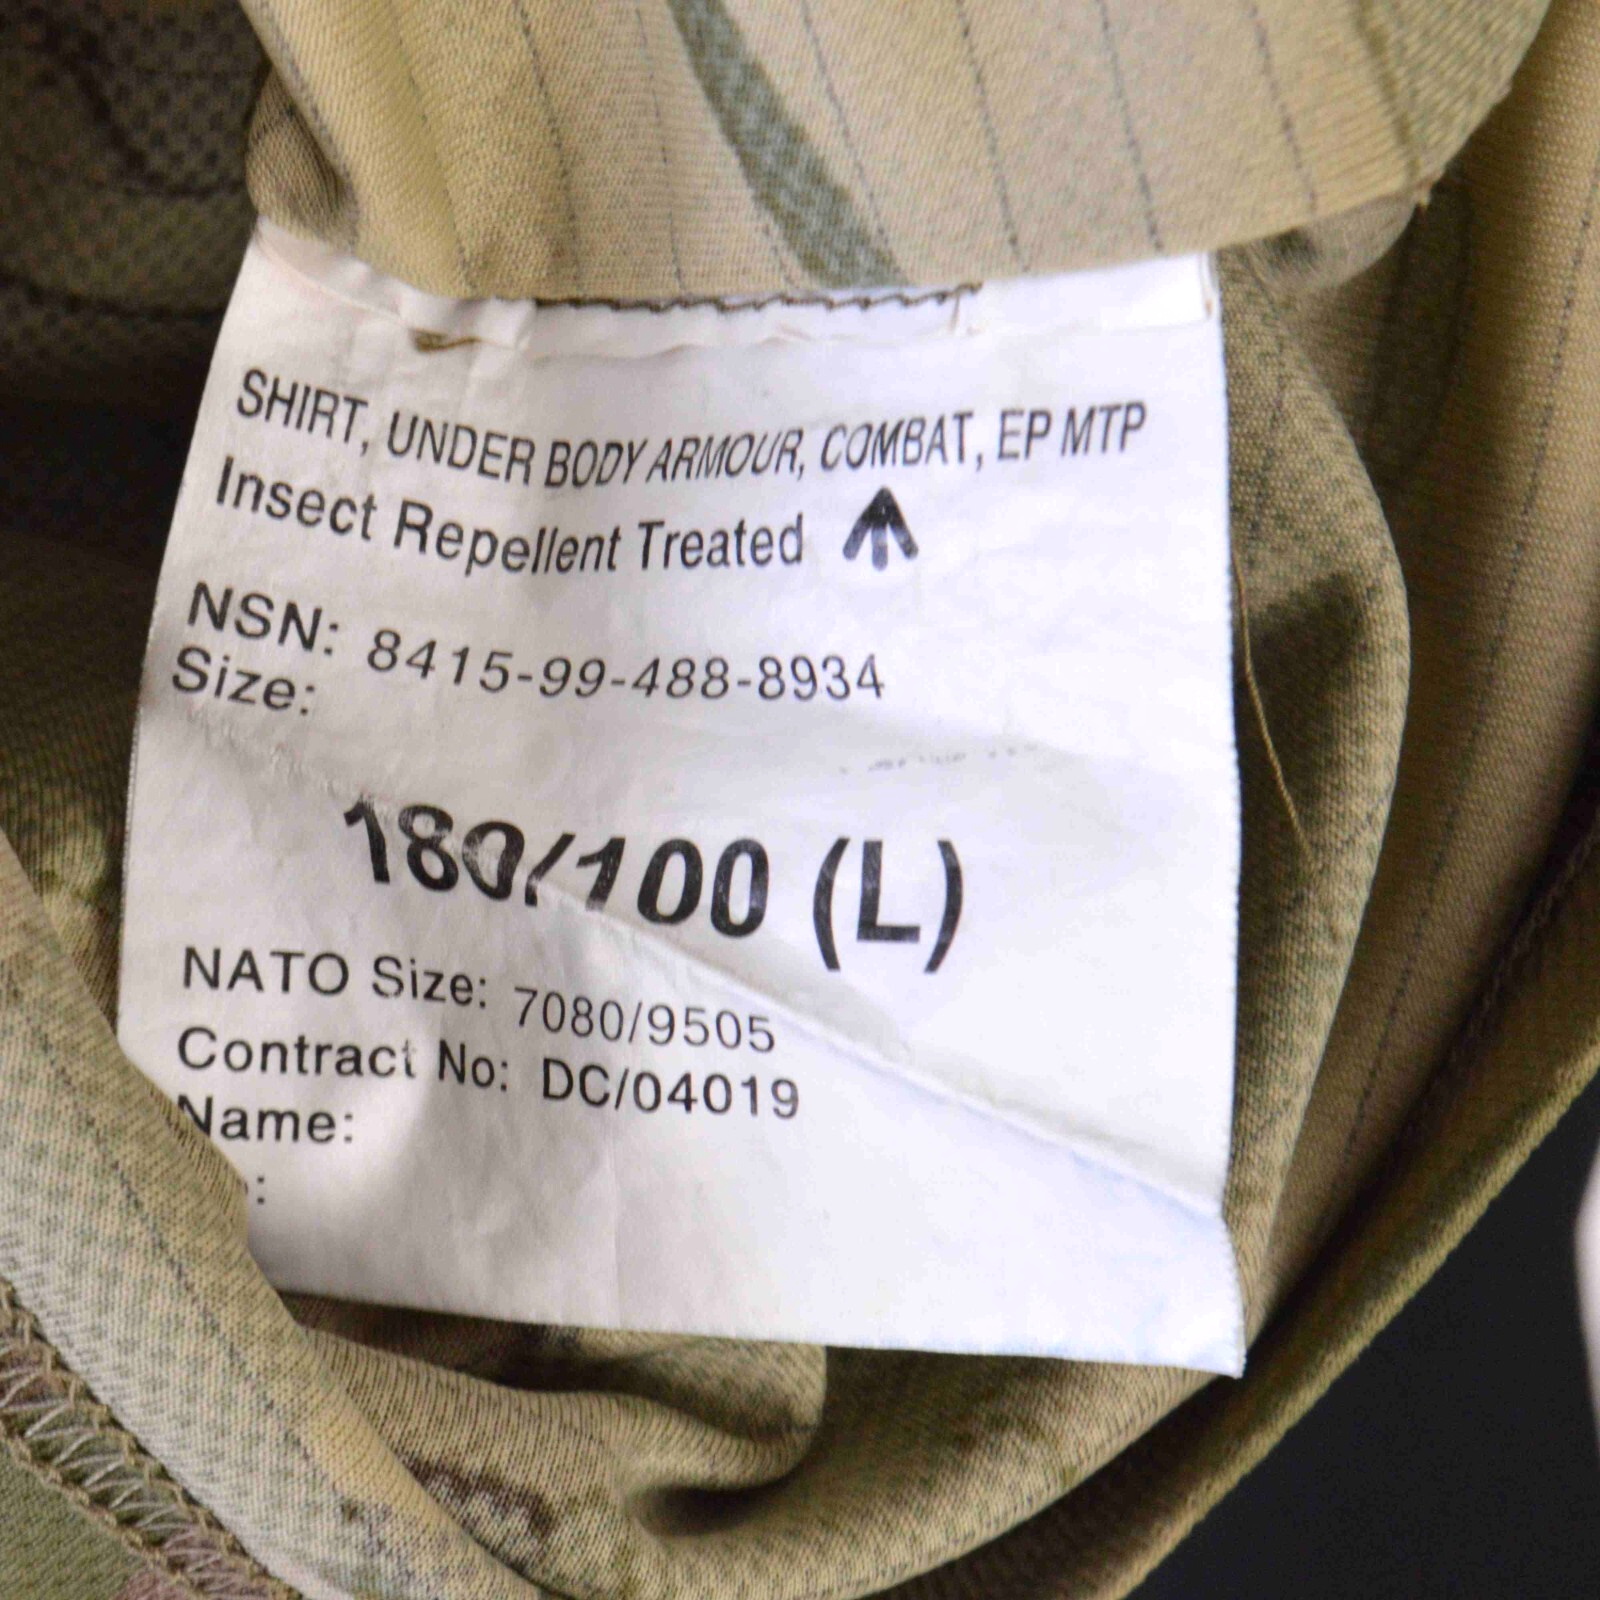 SHIRT, UNDER BODY ARMOUR, COMBAT, EP MTP
Insect Repellent Treated
NSN: 8415-99-488-8934
Size:
180/100 (L)
NATO Size: 7080/9505
Contract No: DC/04019
Name: